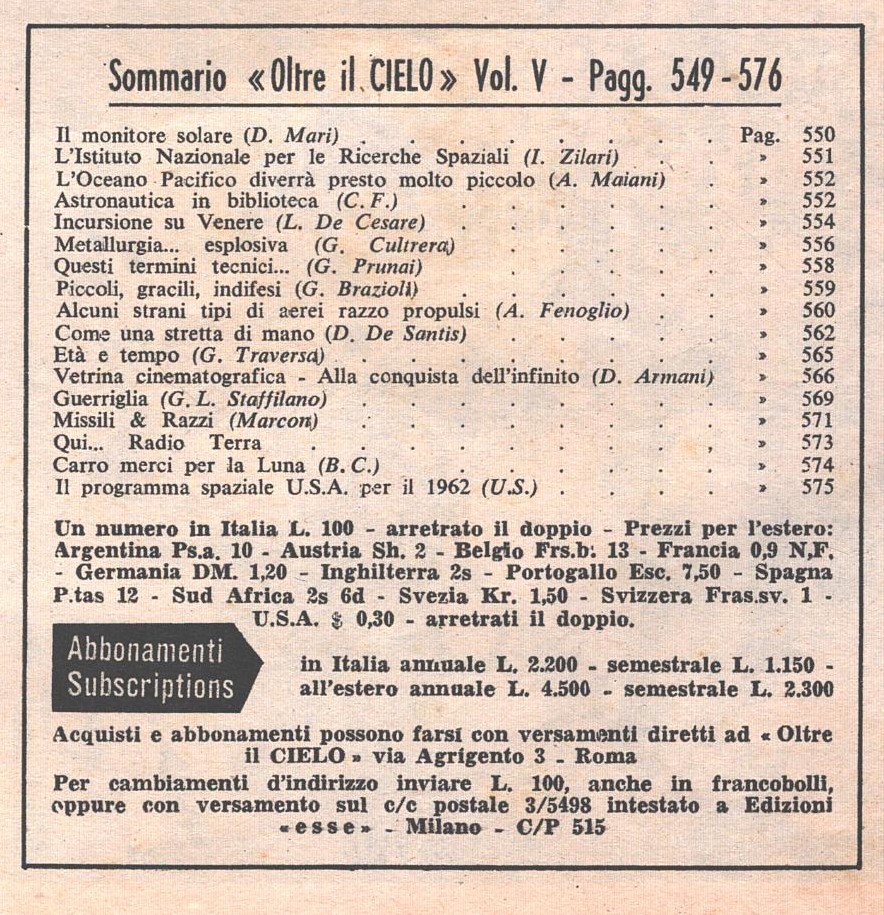 Sommario «Oltre il CIELO» Vol. V - Pagg. 549-576
Il monitore solare (D. Mari) . . . . . . . . . Pag. 550
L'Istituto Nazionale per le Ricerche Spaziali (I. Zilari) . . » 551
L'Oceano Pacifico diverrà presto molto piccolo (A. Maiani) . » 552
Astronautica in biblioteca (C. F.) . . . . . . » 552
Incursione su Venere (L. De Cesare) . . . . . . » 554
Metallurgia... esplosiva (G. Cultrera) . . . . . » 556
Questi termini tecnici... (G. Prunai) . . . . . » 558
Piccoli, gracili, indifesi (G. Brazioli) . . . . . . » 559
Alcuni strani tipi di aerei razzo propulsi (A. Fenoglio) . . » 560
Come una stretta di mano (D. De Santis) . . . . . » 562
Età e tempo (G. Traversa) . . . . . . . . » 565
Vetrina cinematografica - Alla conquista dell'infinito (D. Armani) » 566
Guerriglia (G. L. Staffilano) . . . . . . . . » 569
Missili & Razzi (Marcon) . . . . . . . . » 571
Qui... Radio Terra . . . . . . . . . » 573
Carro merci per la Luna (B. C.) . . . . . . » 574
Il programma spaziale U.S.A. per il 1962 (U.S.) . . . . » 575
Un numero in Italia L. 100 - arretrato il doppio - Prezzi per l'estero:
Argentina Ps.a. 10 - Austria Sh. 2 - Belgio Frs.b. 13 - Francia 0,9 N.F.
- Germania DM. 1,20 - Inghilterra 2s - Portogallo Esc. 7,50 - Spagna
P.tas 12 - Sud Africa 2s 6d - Svezia Kr. 1,50 - Svizzera Fras.sv. 1 -
U.S.A. $ 0,30 - arretrati il doppio.
Abbonamenti
Subscriptions
in Italia annuale L. 2.200 - semestrale L. 1.150 -
all'estero annuale L. 4.500 - semestrale L. 2.300
Acquisti e abbonamenti possono farsi con versamenti diretti ad « Oltre
il CIELO » via Agrigento 3 - Roma
Per cambiamenti d'indirizzo inviare L. 100, anche in francobolli,
oppure con versamento sul c/c postale 3/5498 intestato a Edizioni
«esse» - Milano - C/P 515